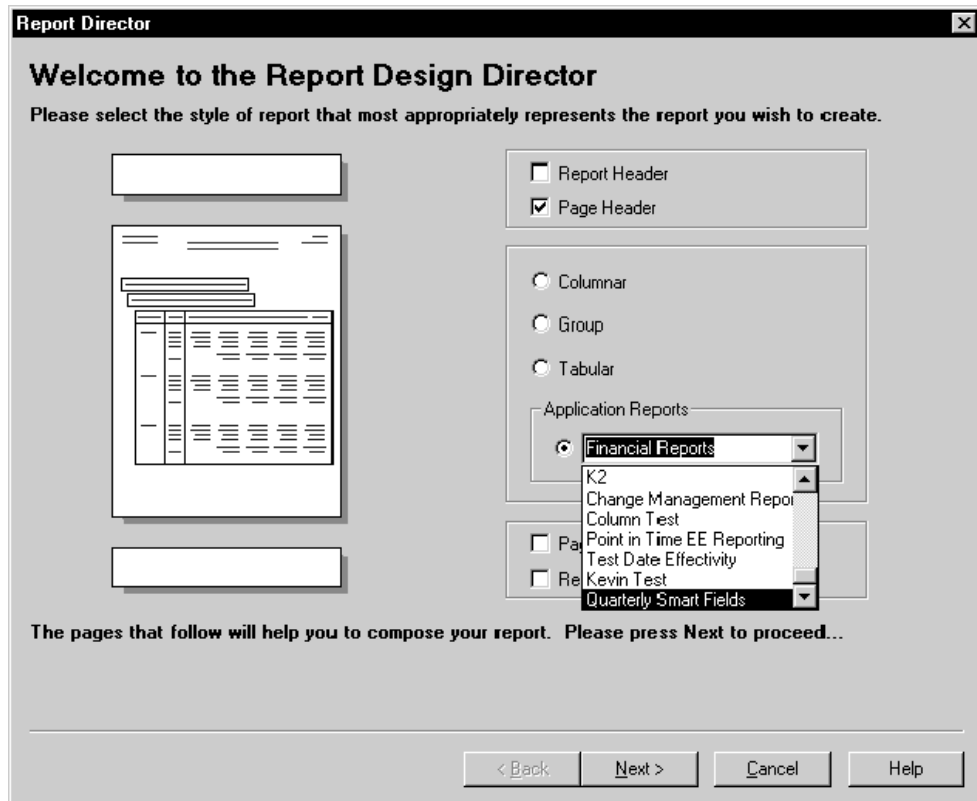 Report Director
Welcome to the Report Design Director
Please select the style of report that most appropriately represents the report you wish to create.
Report Header
Page Header
Columnar
Group
Tabular
Application Reports
Financial Reports
K2
Change Management Repor
Column Test
Point in Time EE Reporting
Test Date Effectivity
Kevin Test
Quarterly Smart Fields
Pa
Re
The pages that follow will help you to compose your report. Please press Next to proceed...
< Back
Next >
Cancel
Help